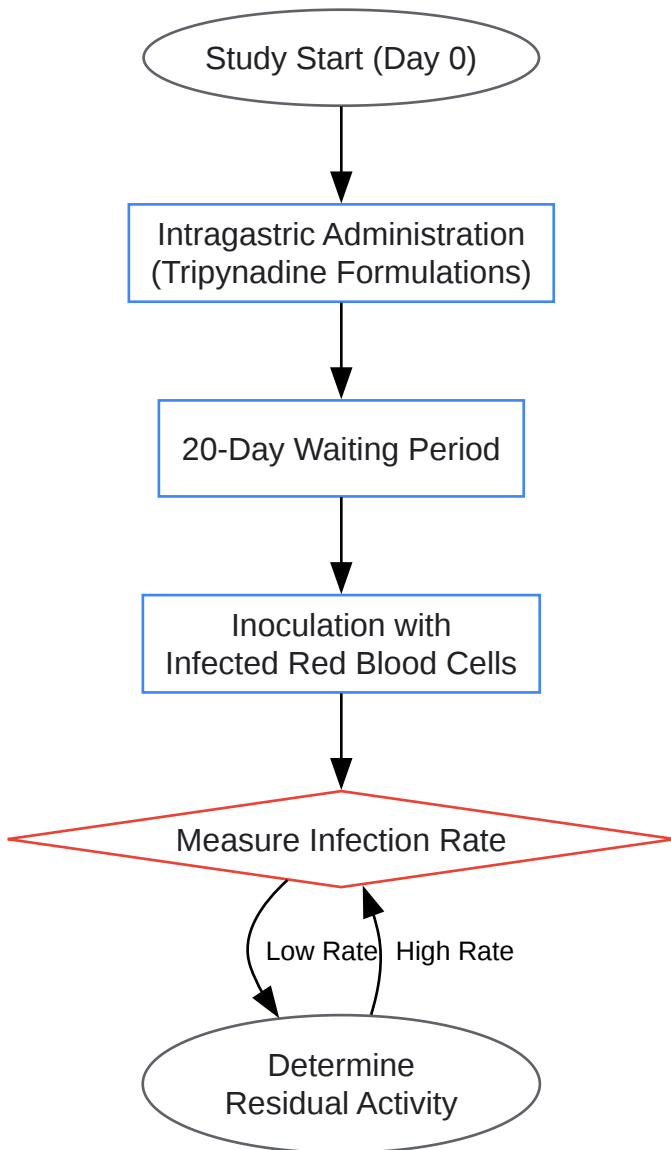 Study Start (Day 0)
Intragastric Administration
(Tripynadine Formulations)
20-Day Waiting Period
Inoculation with
Infected Red Blood Cells
Measure Infection Rate
Low Rate
High Rate
Determine
Residual Activity